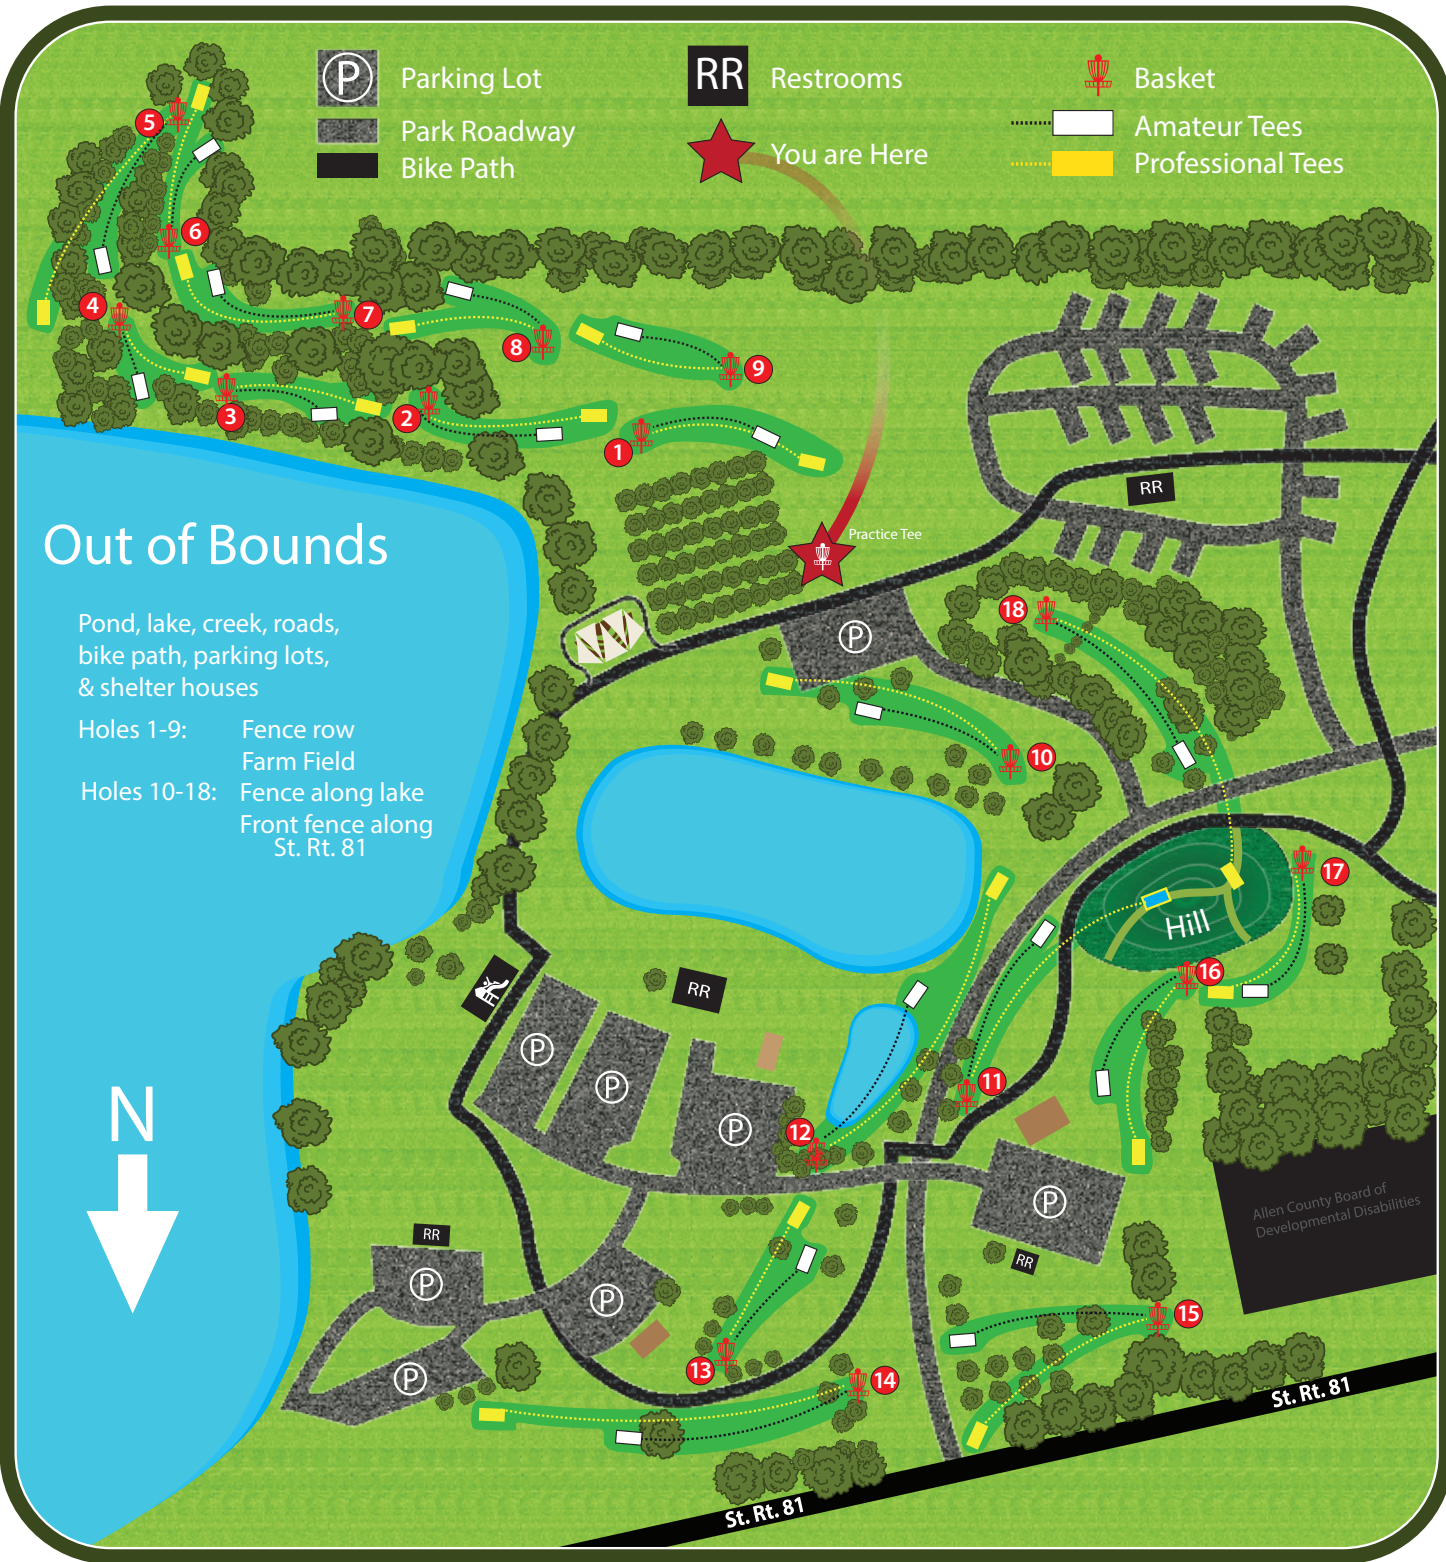 P
Parking Lot
Park Roadway
Bike Path
RR
Restrooms
You are Here
Basket
Amateur Tees
Professional Tees
5
6
4
7
8
9
3
2
1
RR
Practice Tee
Out of Bounds
Pond, lake, creek, roads,
bike path, parking lots,
& shelter houses
Holes 1-9: Fence row
Farm Field
Holes 10-18: Fence along lake
Front fence along
St. Rt. 81
18
P
10
17
Hill
16
RR
P
P
11
12
P
N
P
Allen County Board of
Developmental Disabilities
RR
RR
P
P
15
13
14
P
St. Rt. 81
St. Rt. 81